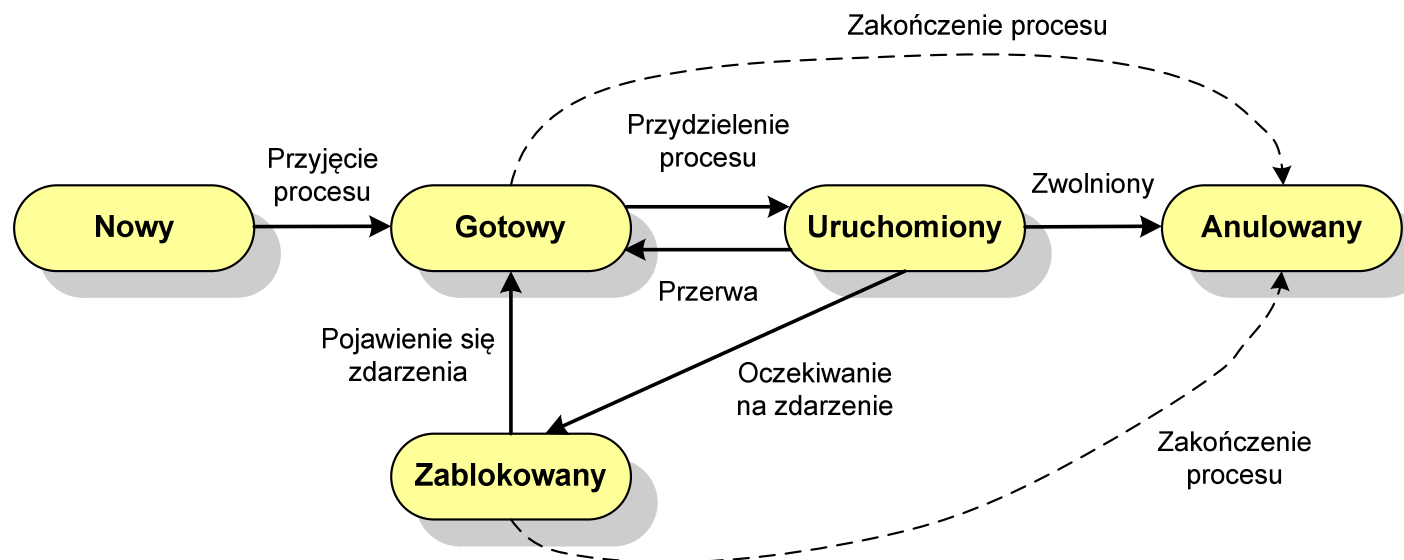 Zakończenie procesu
Przydzielenie
procesu
Przyjęcie
procesu
Zwolniony
Nowy
Gotowy
Uruchomiony
Anulowany
Przerwa
Pojawienie się
zdarzenia
Oczekiwanie
na zdarzenie
Zablokowany
Zakończenie
procesu